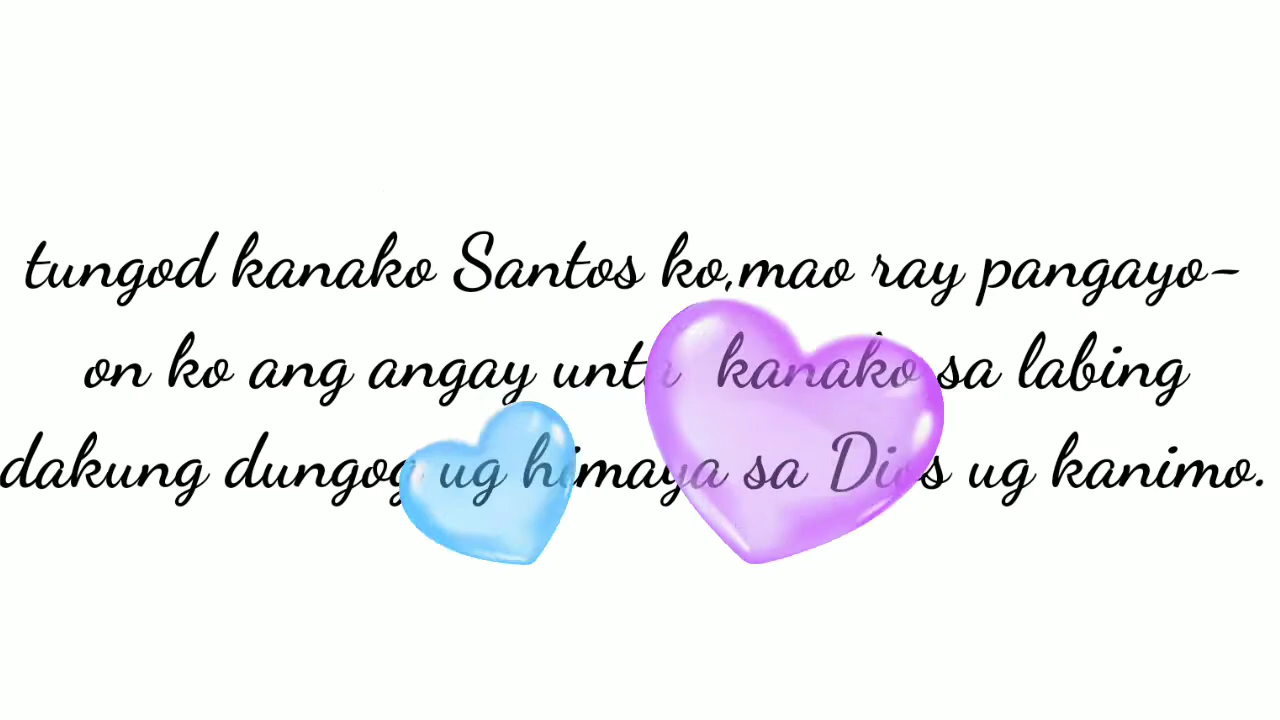 tungod kanako Santos ko,mao ray pangayo-
on ko ang angay unta kanako sa labing
dakung dungog ug himaya sa Dios ug kanimo.